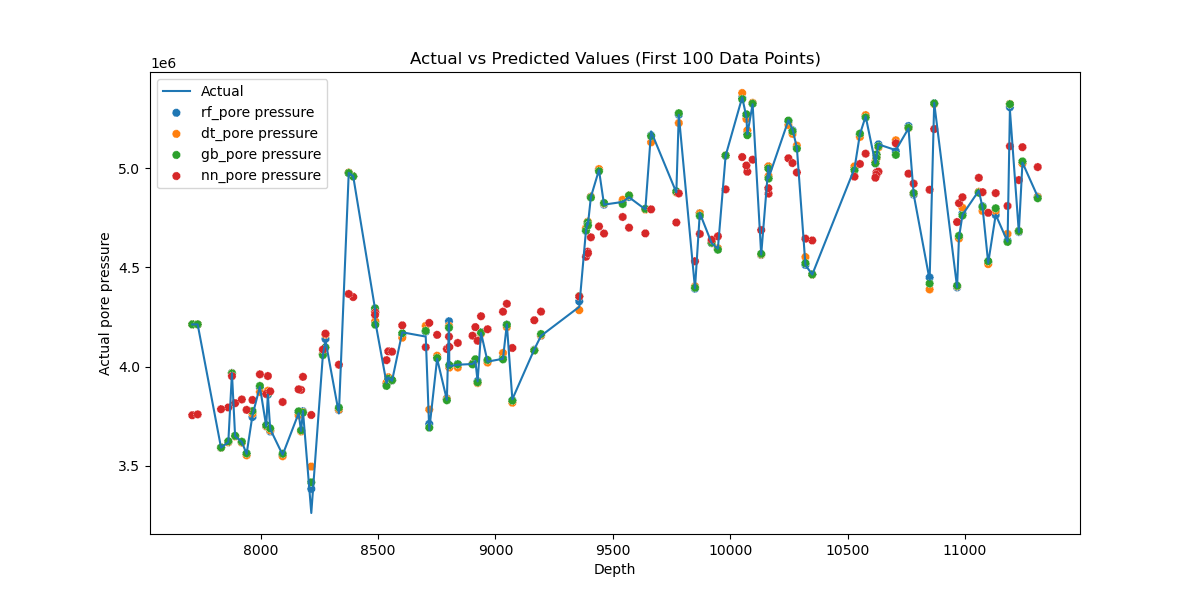 Actual vs Predicted Values (First 100 Data Points)
1e6
Actual
rf_pore pressure
dt_pore pressure
gb_pore pressure
nn_pore pressure
Actual pore pressure
5.0
4.5
4.0
3.5
8000 8500 9000 9500 10000 10500 11000
Depth